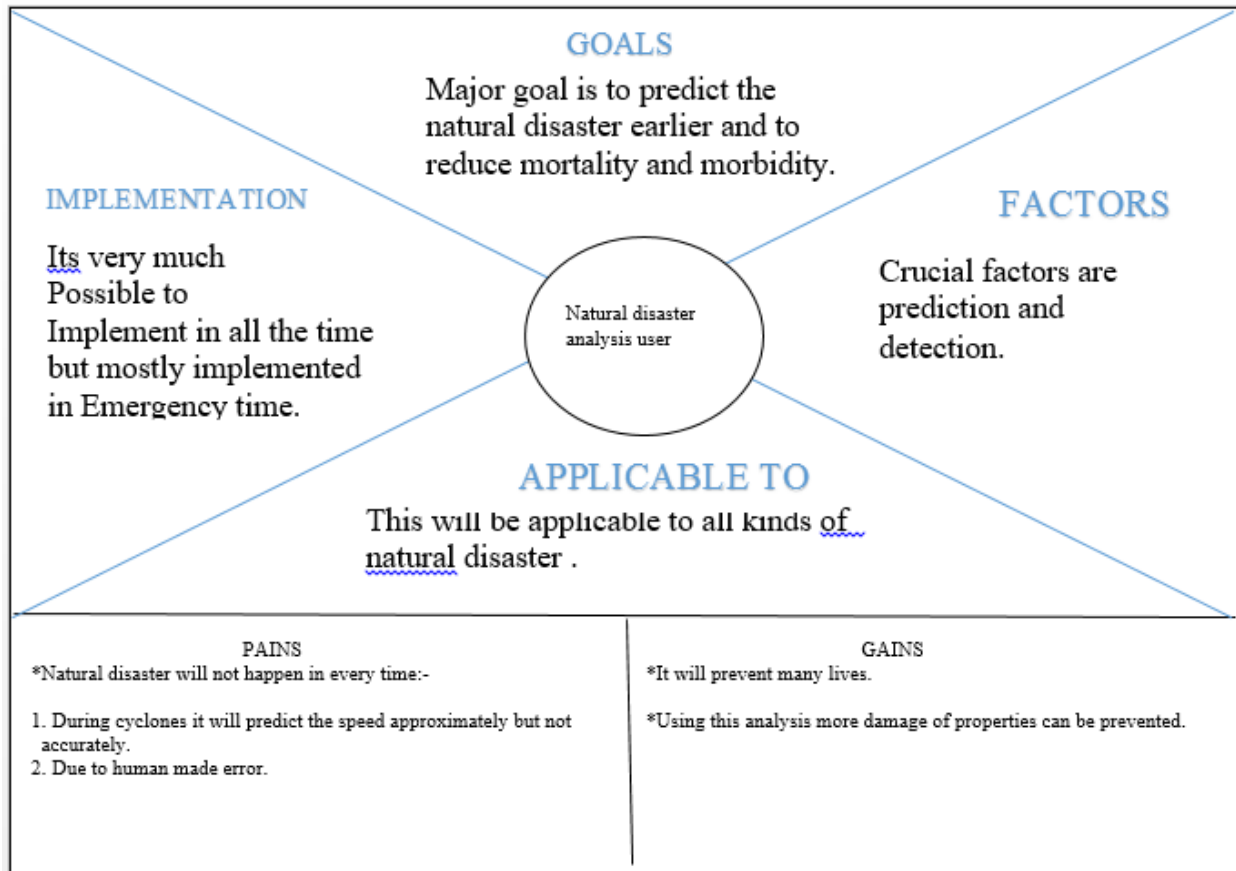 GOALS
Major goal is to predict the
natural disaster earlier and to
reduce mortality and morbidity.
IMPLEMENTATION
Its very much
Possible to
Implement in all the time
but mostly implemented
in Emergency time.
FACTORS
Crucial factors are
prediction and
detection.
Natural disaster
analysis user
APPLICABLE TO
This will be applicable to all kinds of
natural disaster .
PAINS
*Natural disaster will not happen in every time:-
1. During cyclones it will predict the speed approximately but not
accurately.
2. Due to human made error.
GAINS
*It will prevent many lives.
*Using this analysis more damage of properties can be prevented.